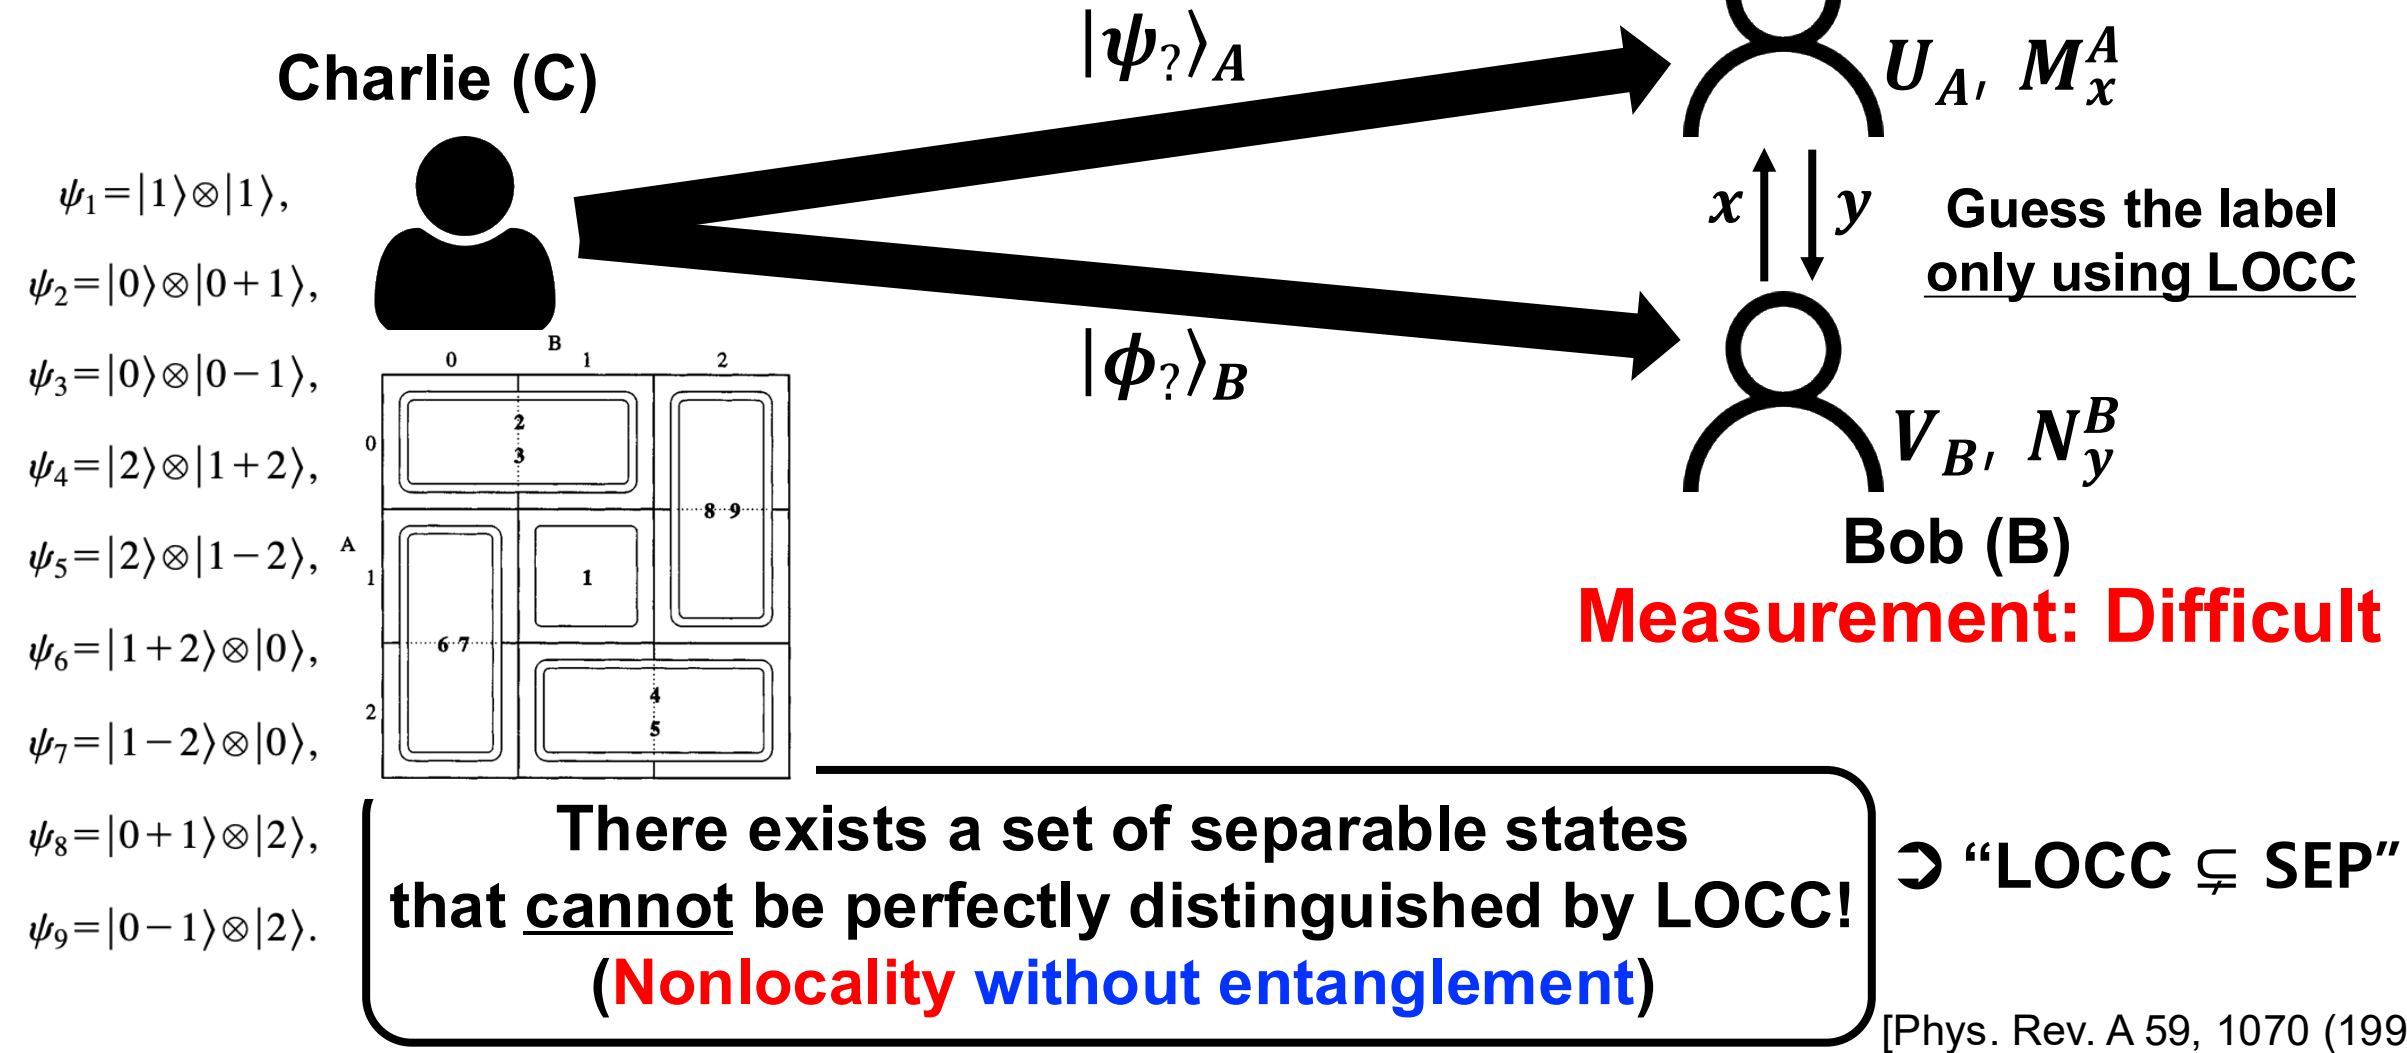 Charlie (C)
|ψ?⟩A
UA, M^A_x
ψ1=|1⟩⊗|1⟩,
ψ2=|0⟩⊗|0+1⟩,
ψ3=|0⟩⊗|0−1⟩,
ψ4=|2⟩⊗|1+2⟩,
ψ5=|2⟩⊗|1−2⟩,
ψ6=|1+2⟩⊗|0⟩,
ψ7=|1−2⟩⊗|0⟩,
ψ8=|0+1⟩⊗|2⟩,
ψ9=|0−1⟩⊗|2⟩.
B
0 1 2
0
2
3
8 9
A
1
1
6 7
2
4
5
|ϕ?⟩B
x y
Guess the label
only using LOCC
VB, N^B_y
Bob (B)
Measurement: Difficult
There exists a set of separable states
that cannot be perfectly distinguished by LOCC!
(Nonlocality without entanglement)
➲ “LOCC ⊊ SEP”
[Phys. Rev. A 59, 1070 (199